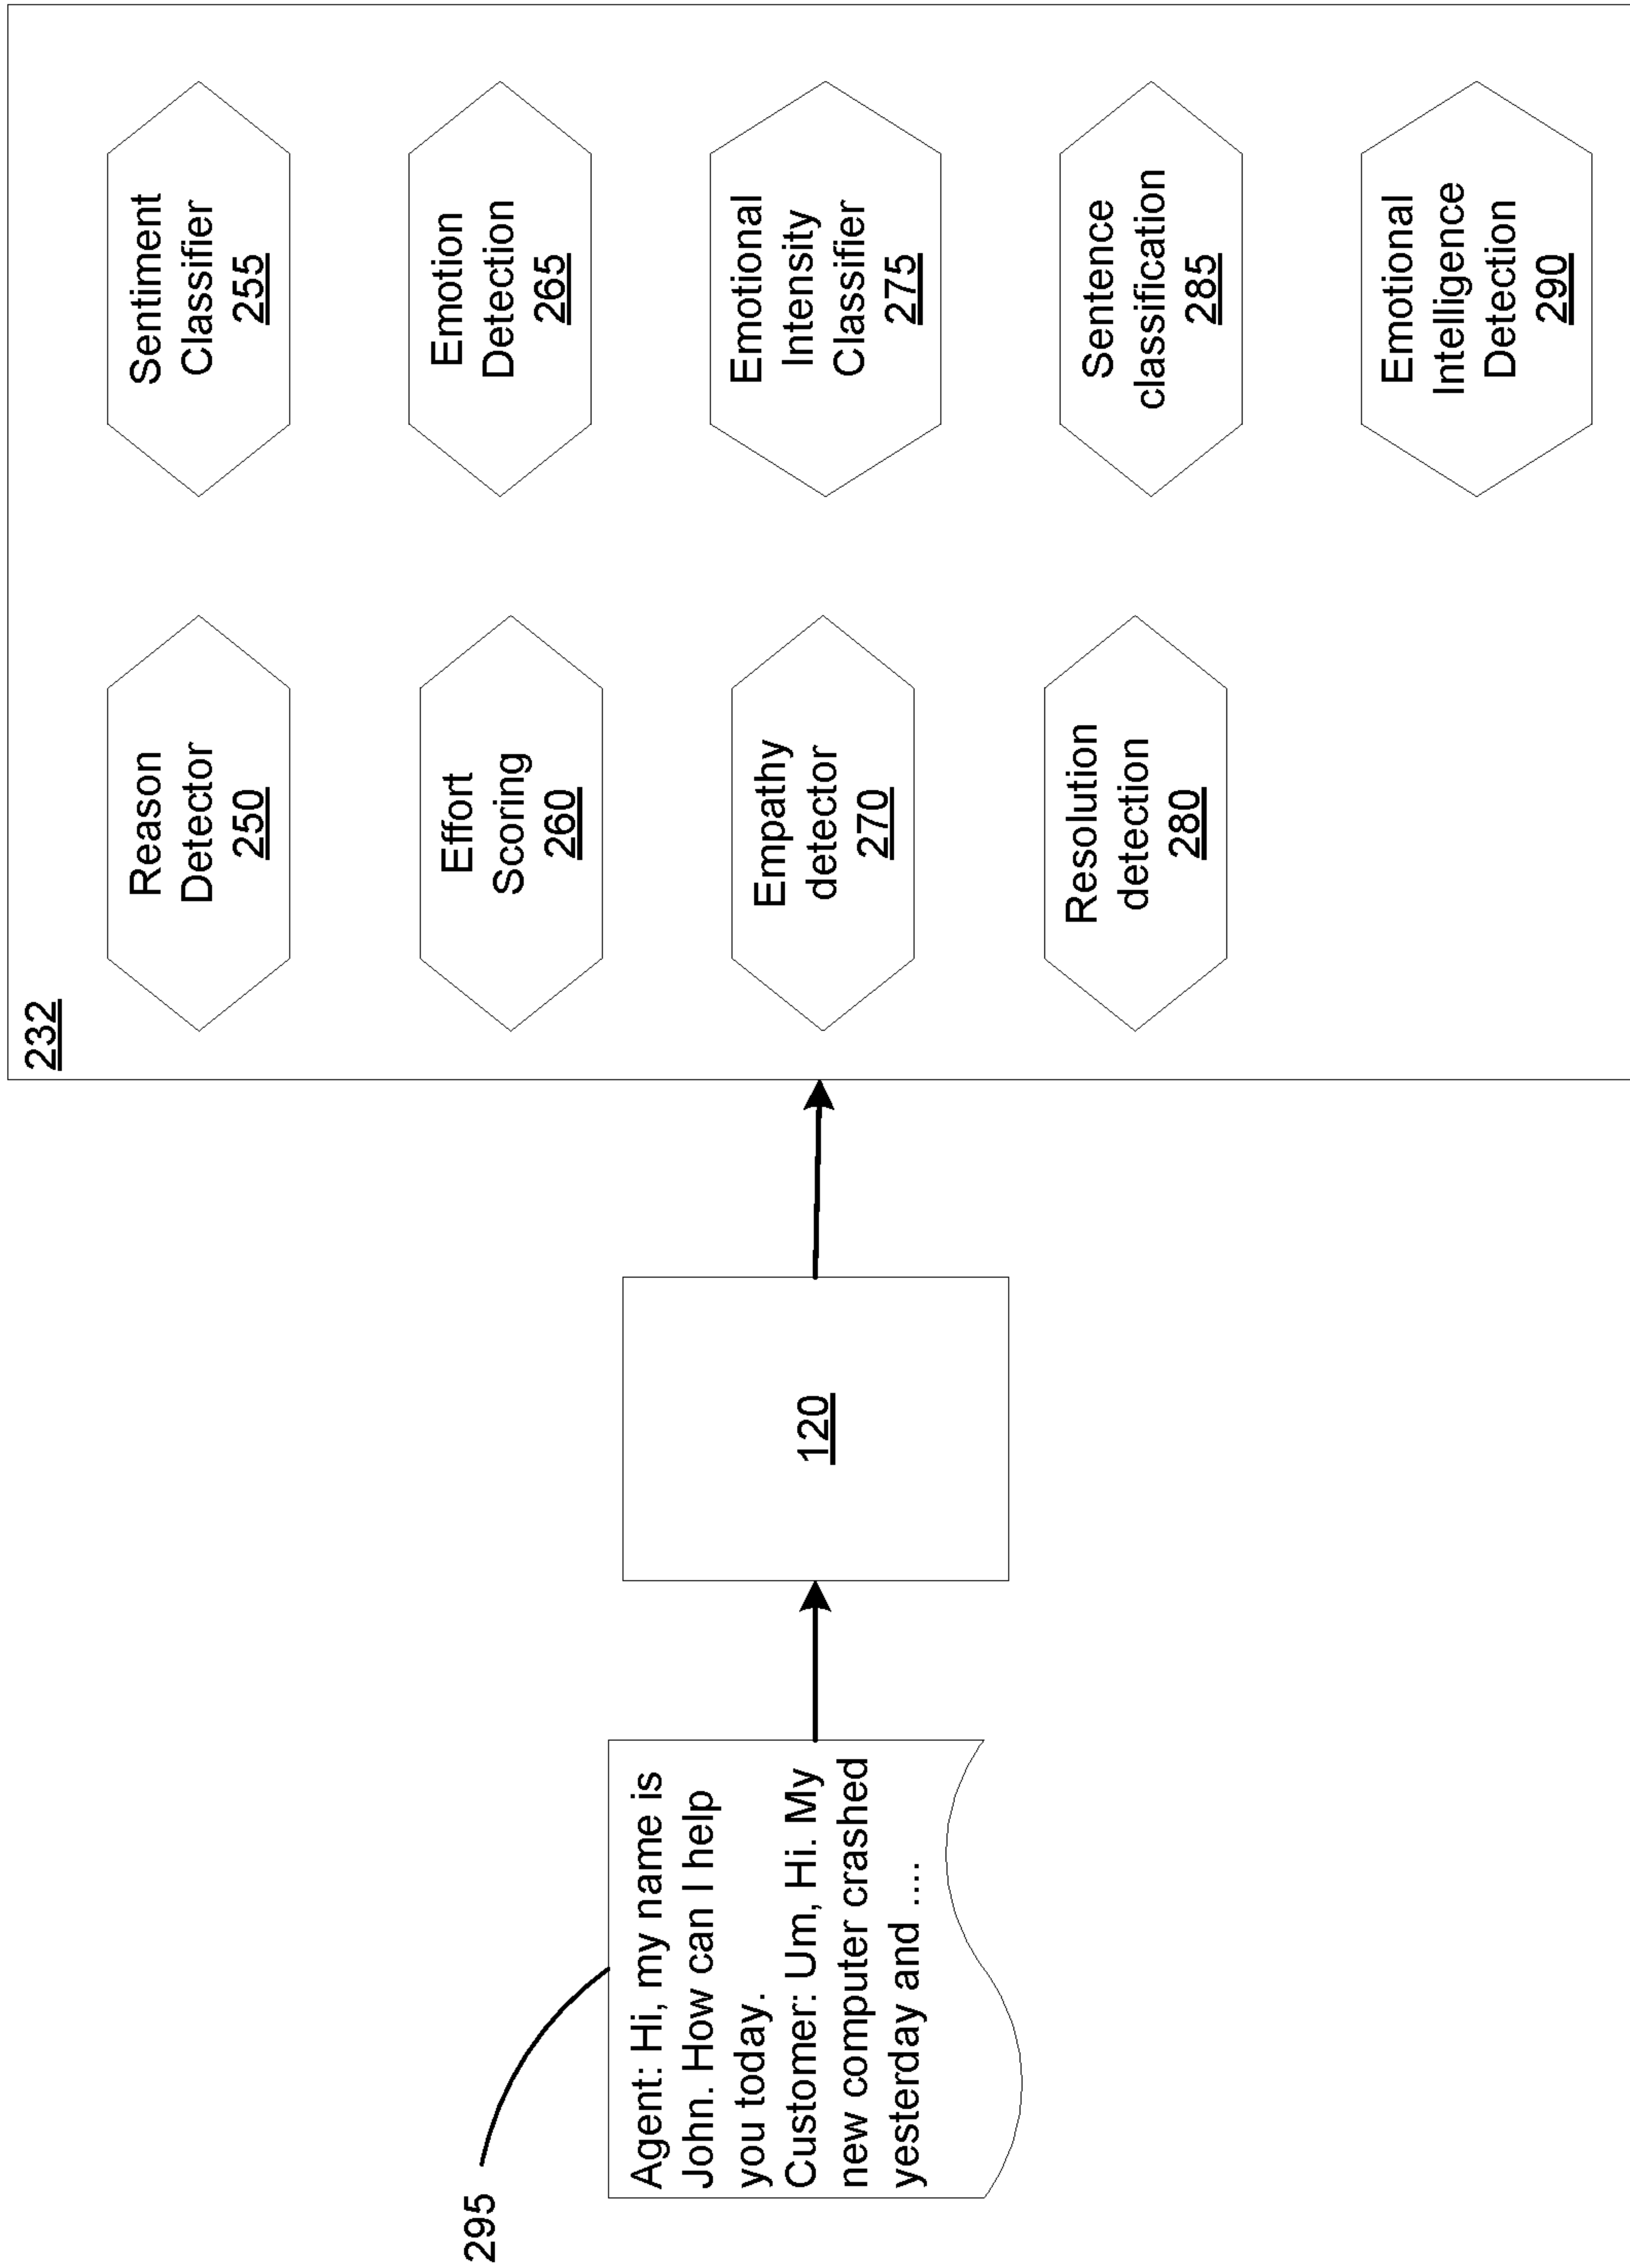 232
Reason
Detector
250
Sentiment
Classifier
255
Effort
Scoring
260
Emotion
Detection
265
Empathy
detector
270
Emotional
Intensity
Classifier
275
Resolution
detection
280
Sentence
classification
285
Emotional
Intelligence
Detection
290
120
295
Agent: Hi, my name is
John. How can I help
you today.
Customer: Um, Hi. My
new computer crashed
yesterday and ....